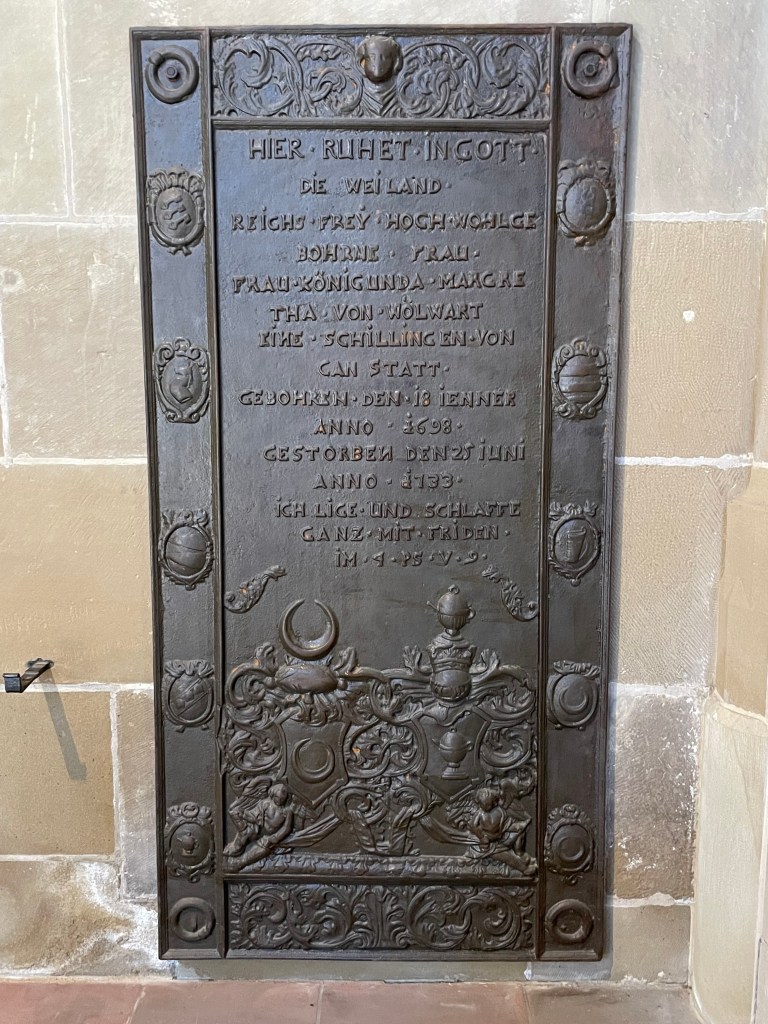 HIER · RUHET · IN GOTT ·
DIE WEILAND ·
REICHS · FREY · HOCH · WOHLGE
BOHRNE · FRAU ·
FRAU · KÖNIGUNDA · MARGRE
THA · VON · WÖLWART
EINE · SCHILLINGEN · VON
CAN STATT ·
GEBOHREN · DEN · 18 IENNER
ANNO · 1698 ·
GESTORBEN DEN 25 IUNI
ANNO · 1733 ·
ICH LIGE · UND SCHLAFFE
GANZ · MIT · FRIDEN ·
IM · 4 · PS · V · 9 ·